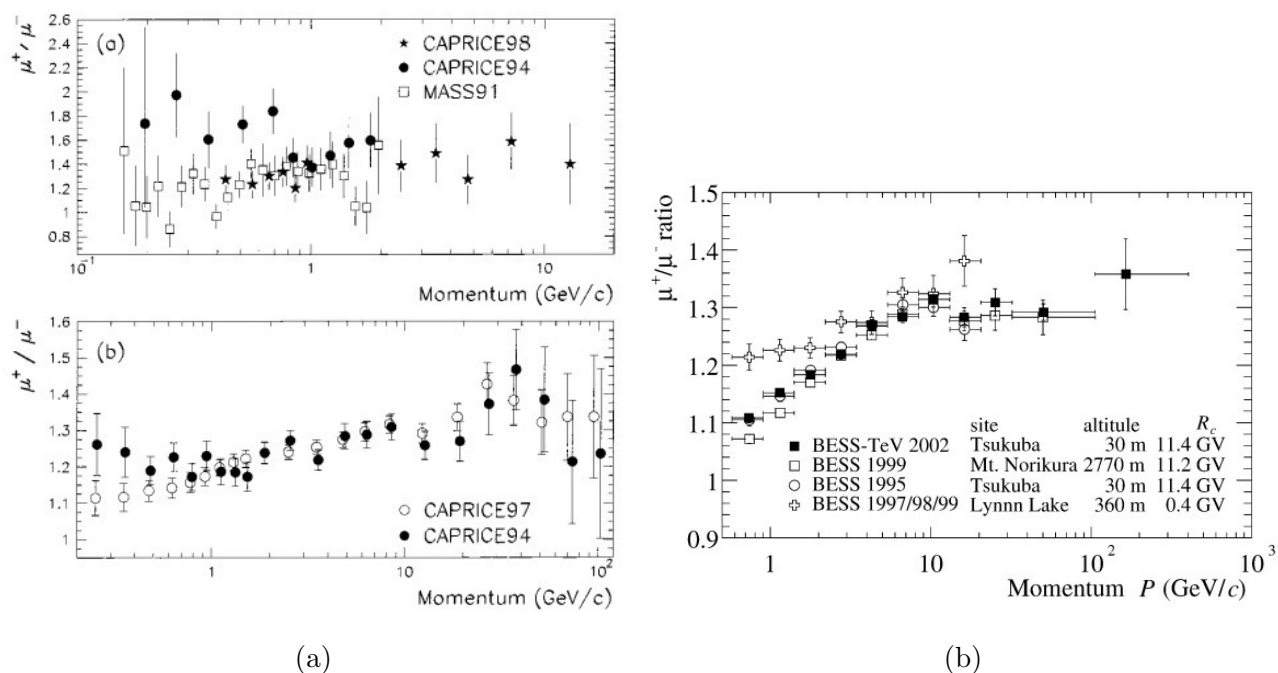 (a)
μ⁺/μ⁻
★ CAPRICE98
● CAPRICE94
□ MASS91
2.6
2.4
2.2
2
1.8
1.6
1.4
1.2
1
0.8
10⁻¹ 1 10
Momentum (GeV/c)
(b)
μ⁺ / μ⁻
1.6
1.5
1.4
1.3
1.2
1.1
1
○ CAPRICE97
● CAPRICE94
1 10 10²
Momentum (GeV/c)
(a)
μ⁺/μ⁻ ratio
1.5
1.4
1.3
1.2
1.1
1
0.9
site altitule R_c
■ BESS-TeV 2002 Tsukuba 30 m 11.4 GV
□ BESS 1999 Mt. Norikura 2770 m 11.2 GV
○ BESS 1995 Tsukuba 30 m 11.4 GV
✚ BESS 1997/98/99 Lynnn Lake 360 m 0.4 GV
1 10 10² 10³
Momentum P (GeV/c)
(b)